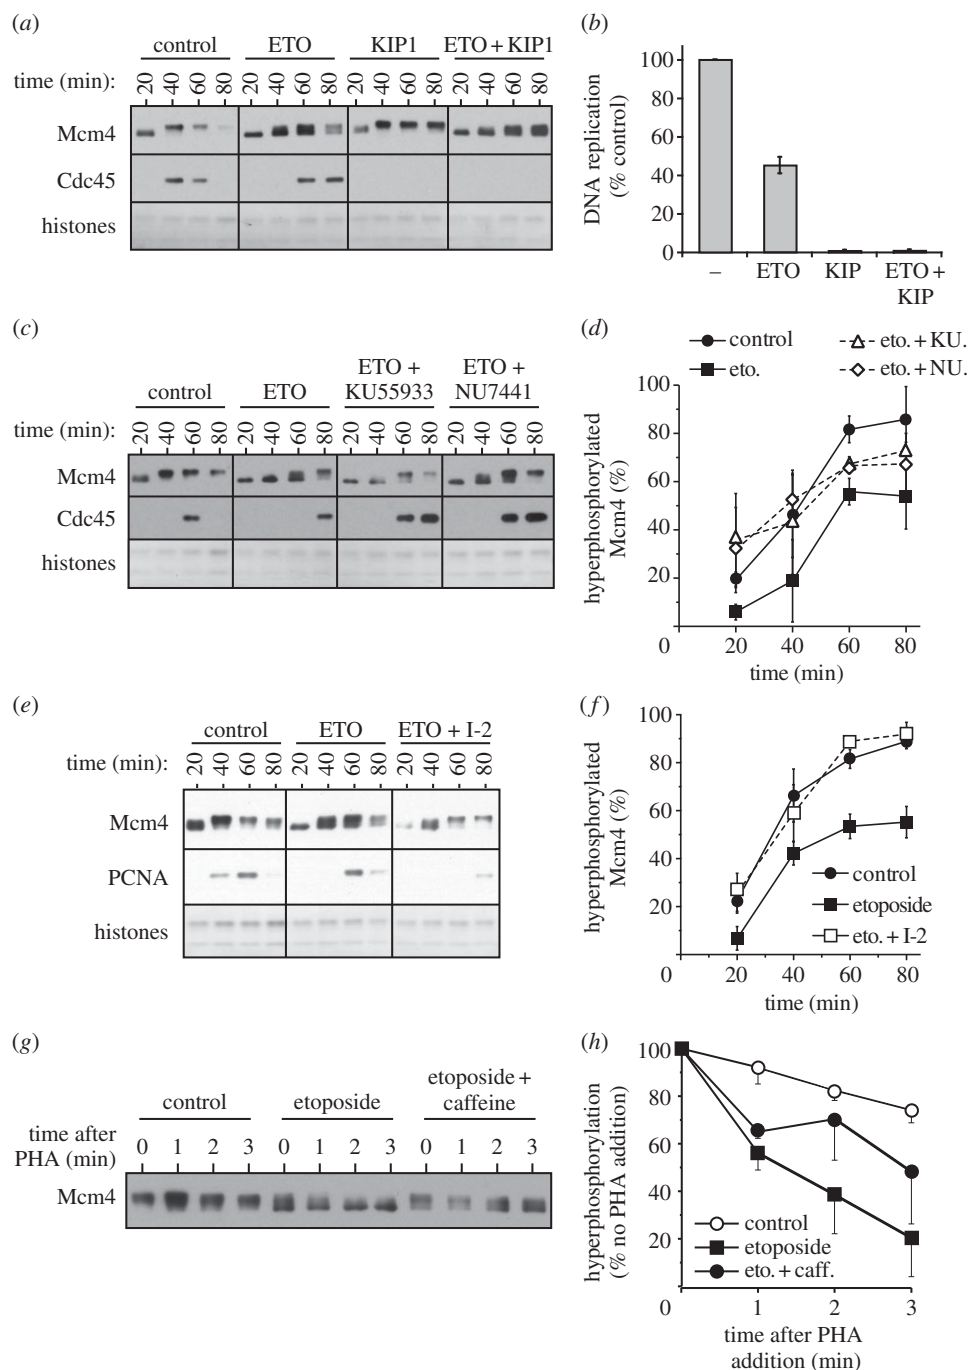 (a)
control ETO KIP1 ETO + KIP1
time (min): 20 40 60 80 20 40 60 80 20 40 60 80 20 40 60 80
Mcm4
Cdc45
histones
(b)
DNA replication
(% control)
100
80
60
40
20
0
– ETO KIP ETO +
KIP
(c)
control ETO ETO +
KU55933 ETO +
NU7441
time (min): 20 40 60 80 20 40 60 80 20 40 60 80 20 40 60 80
Mcm4
Cdc45
histones
(d)
control eto. + KU.
eto. eto. + NU.
hyperphosphorylated
Mcm4 (%)
100
80
60
40
20
0
20 40 60 80
time (min)
(e)
control ETO ETO + I-2
time (min): 20 40 60 80 20 40 60 80 20 40 60 80
Mcm4
PCNA
histones
(f)
hyperphosphorylated
Mcm4 (%)
100
80
60
40
20
0
control
etoposide
eto. + I-2
20 40 60 80
time (min)
(g)
control etoposide etoposide +
caffeine
time after
PHA (min) 0 1 2 3 0 1 2 3 0 1 2 3
Mcm4
(h)
hyperphosphorylation
(% no PHA addition)
100
80
60
40
20
0
control
etoposide
eto. + caff.
1 2 3
time after PHA
addition (min)